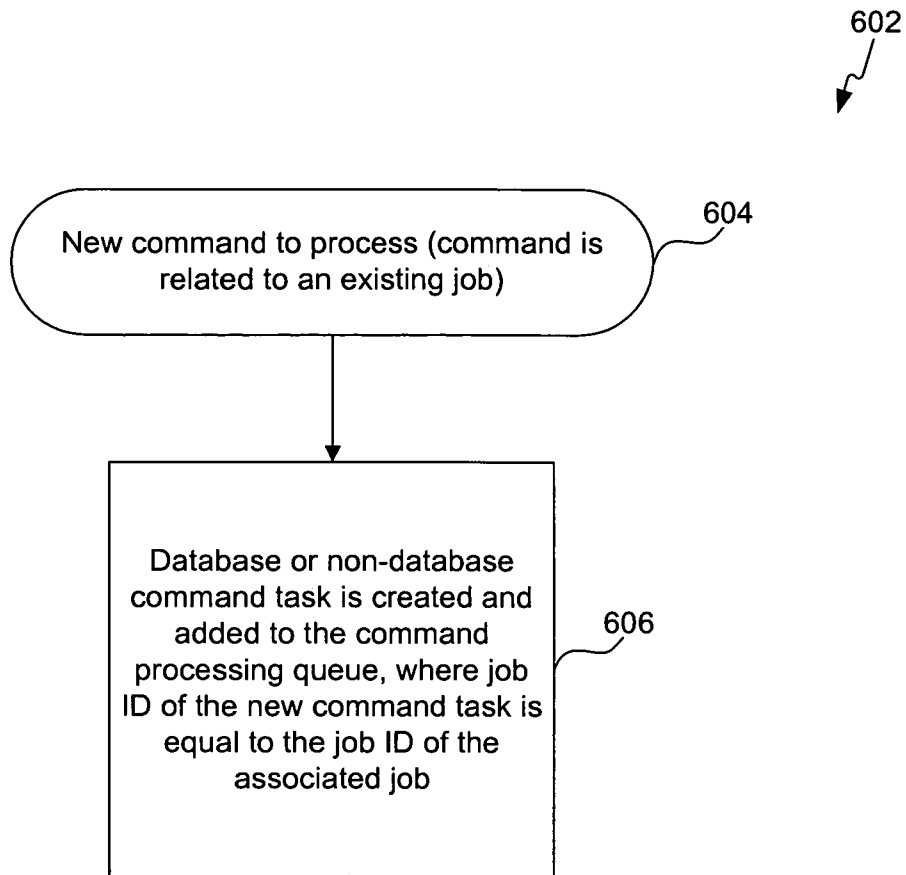 602
New command to process (command is
related to an existing job)
604
Database or non-database
command task is created and
added to the command
processing queue, where job
ID of the new command task is
equal to the job ID of the
associated job
606